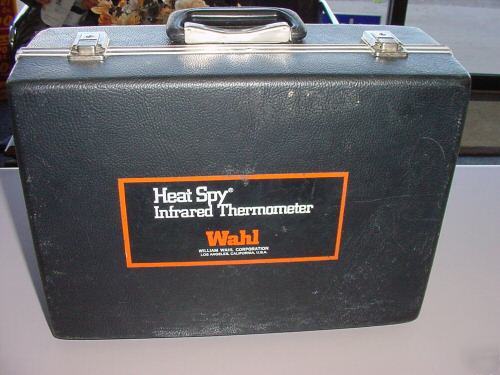 Heat Spy®
Infrared Thermometer
Wahl
WILLIAM WAHL CORPORATION
LOS ANGELES, CALIFORNIA, U.S.A.